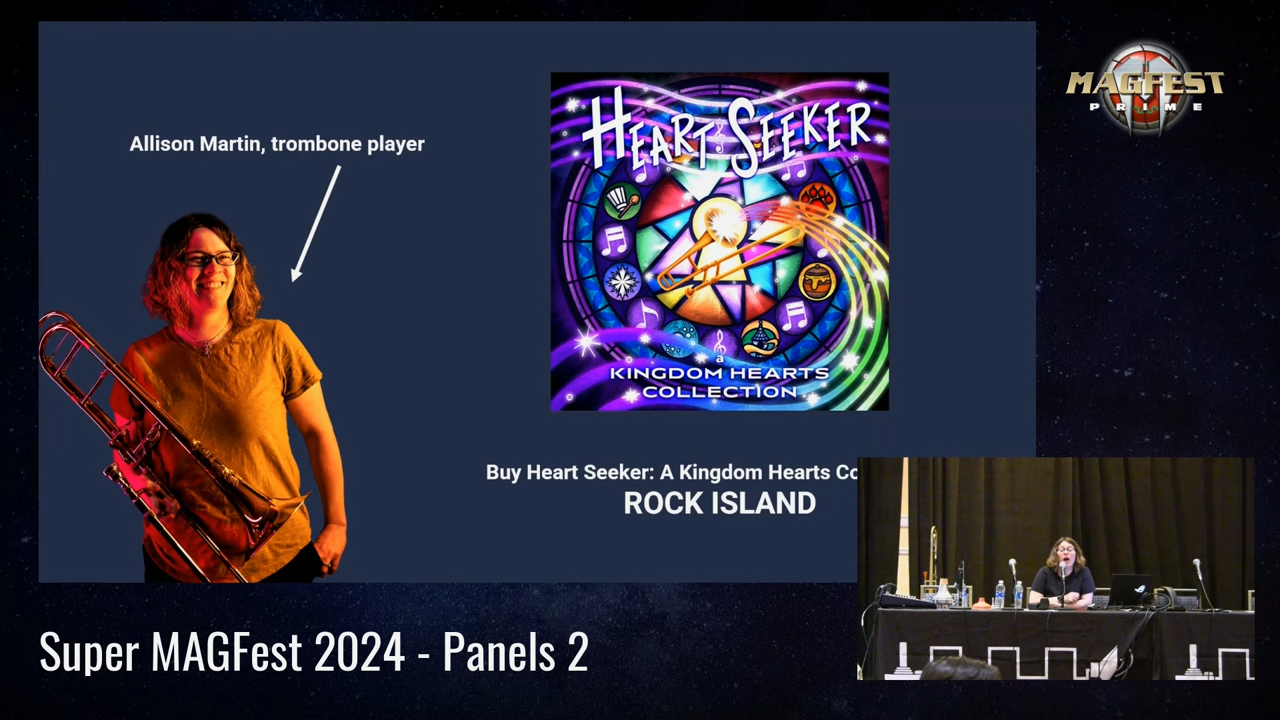 MAGFEST
PRIME
Allison Martin, trombone player
HEART SEEKER
a
KINGDOM HEARTS
COLLECTION
Buy Heart Seeker: A Kingdom Hearts Co
ROCK ISLAND
Super MAGFest 2024 - Panels 2